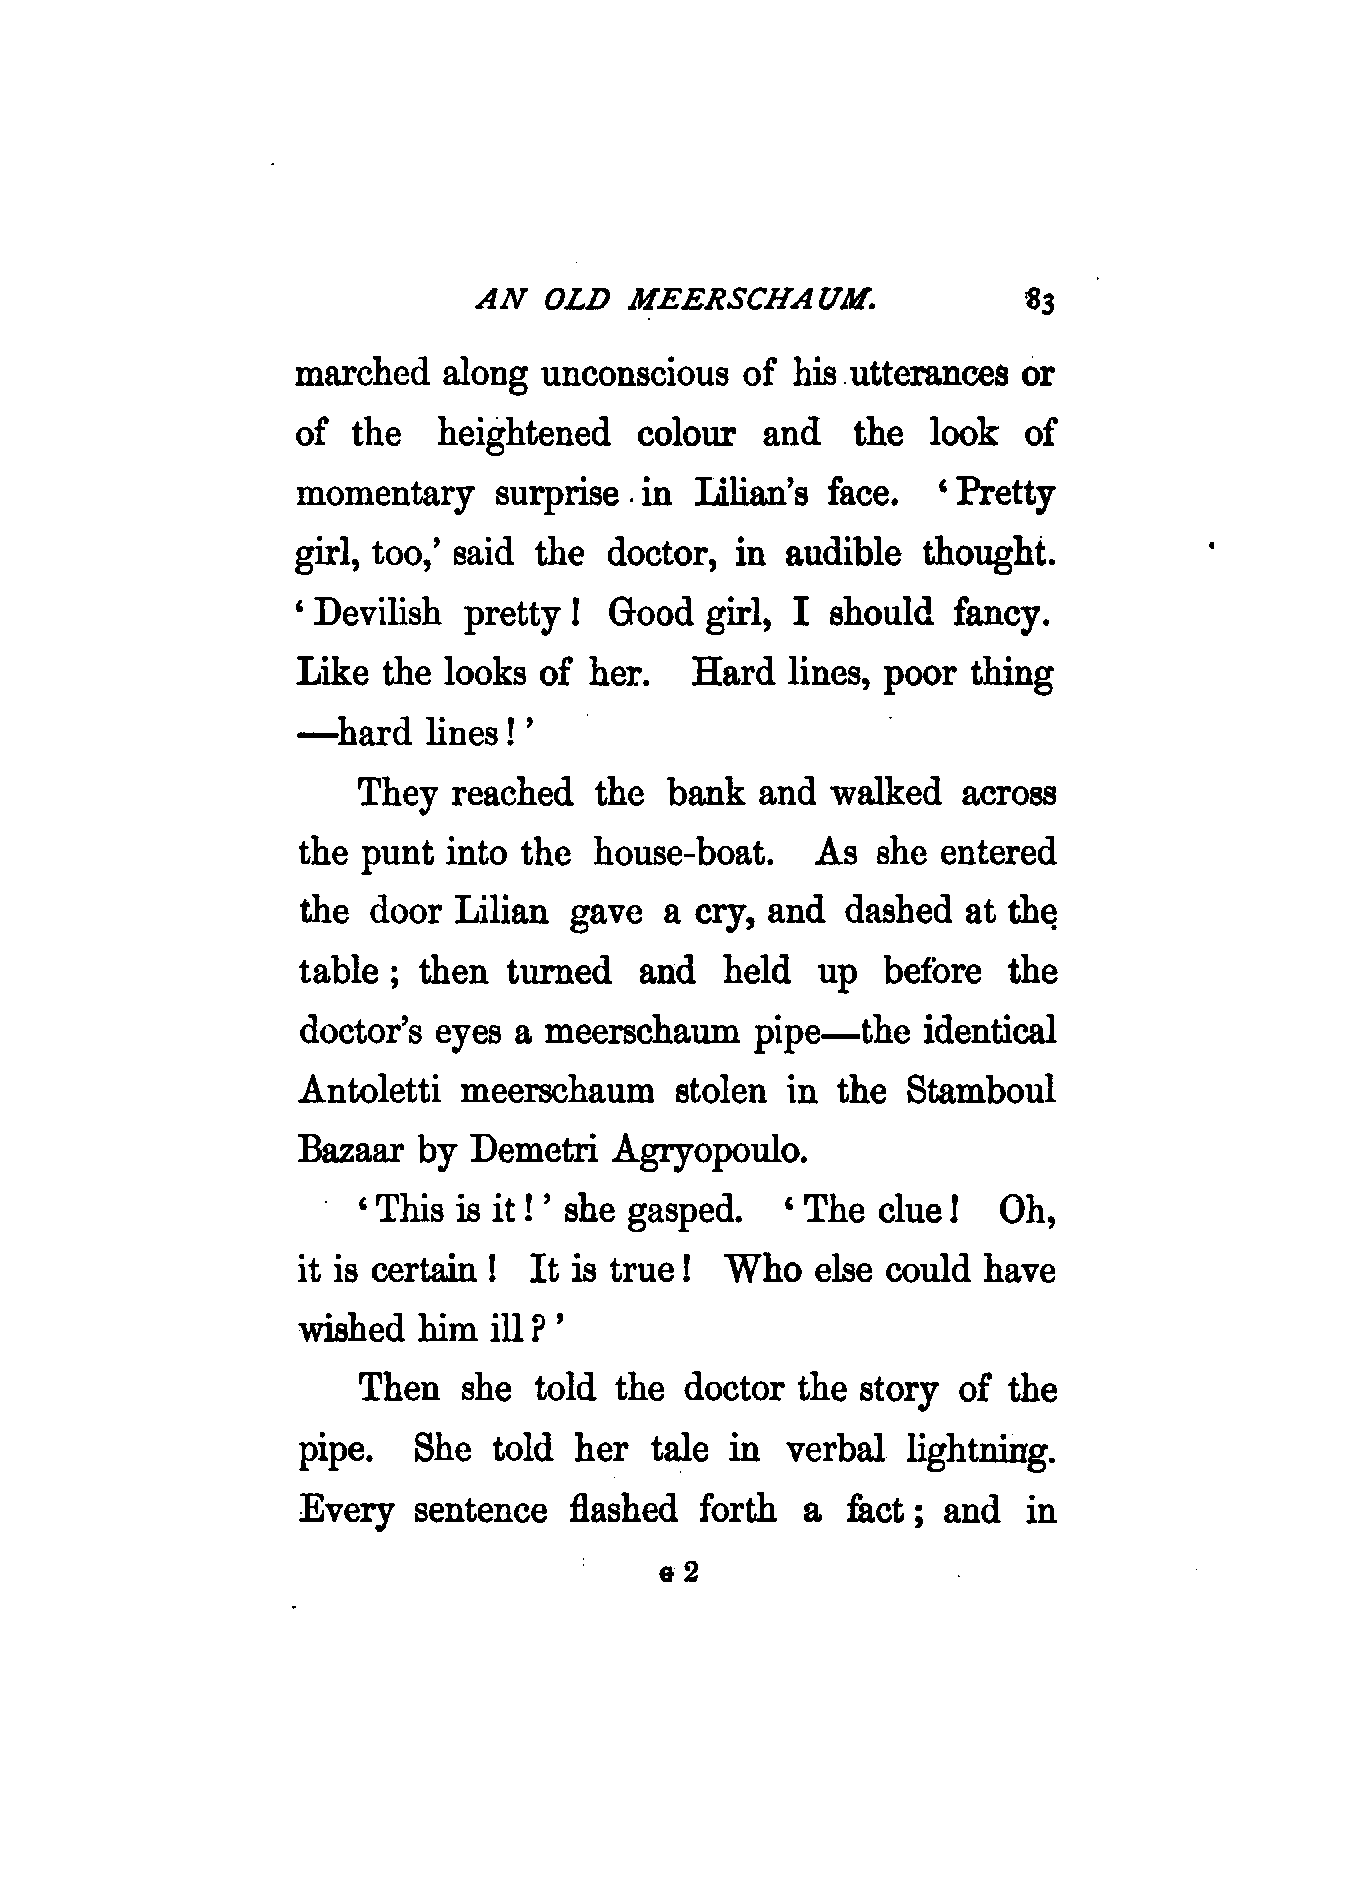 AN OLD MEERSCHAUM. 83
marched along unconscious of his utterances or
of the heightened colour and the look of
momentary surprise in Lilian's face. ‘Pretty
girl, too,’ said the doctor, in audible thought.
‘Devilish pretty! Good girl, I should fancy.
Like the looks of her. Hard lines, poor thing
—hard lines!’
They reached the bank and walked across
the punt into the house-boat. As she entered
the door Lilian gave a cry, and dashed at the
table; then turned and held up before the
doctor's eyes a meerschaum pipe—the identical
Antoletti meerschaum stolen in the Stamboul
Bazaar by Demetri Agryopoulo.
‘This is it!’ she gasped. ‘The clue! Oh,
it is certain! It is true! Who else could have
wished him ill?’
Then she told the doctor the story of the
pipe. She told her tale in verbal lightning.
Every sentence flashed forth a fact; and in
G 2